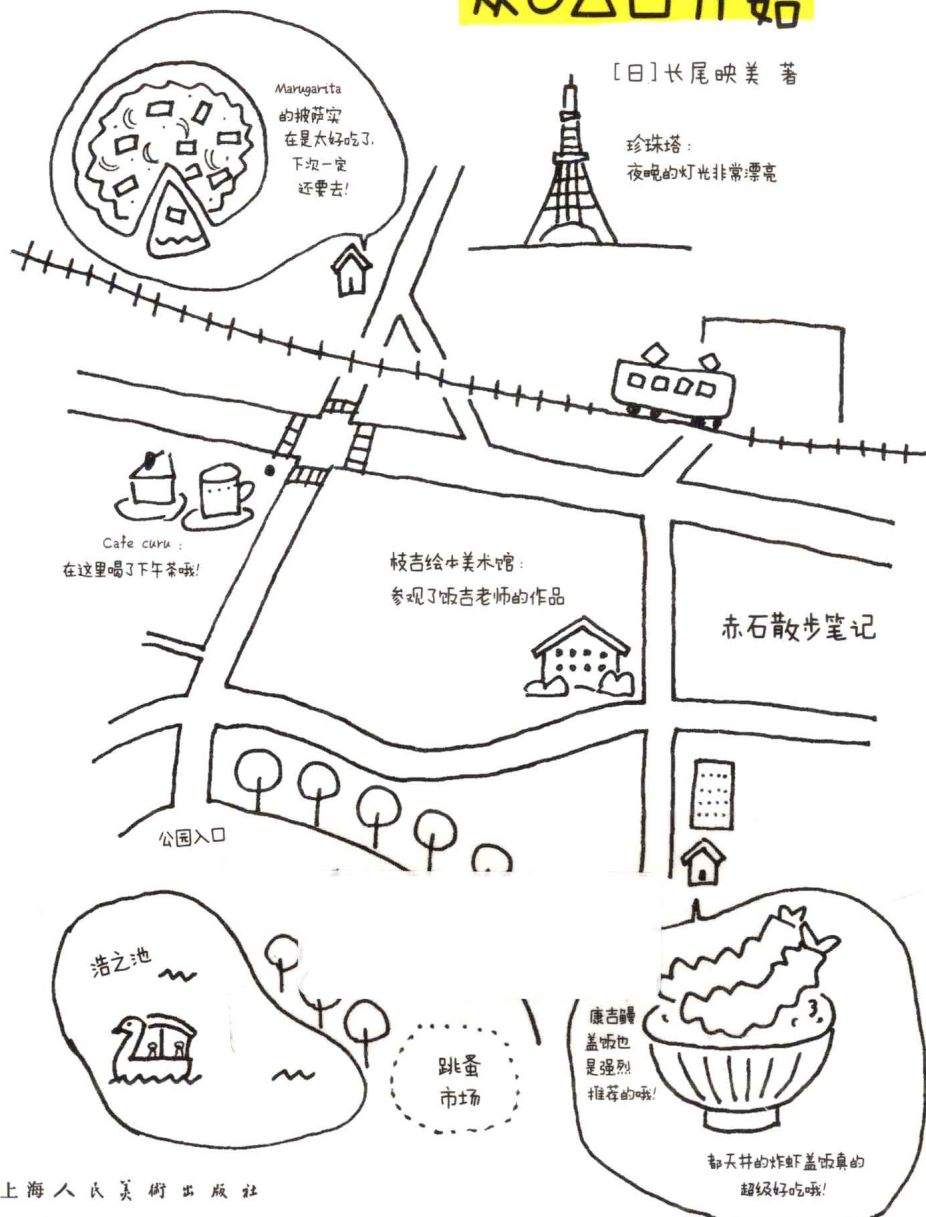 从○△□开始
[日]长尾映美 著
Marugarita
的披萨实
在是太好吃了,
下次一定
还要去!
珍珠塔:
夜晚的灯光非常漂亮
Cafe curu :
在这里喝了下午茶哦!
枝吉绘本美术馆:
参观了饭吉老师的作品
赤石散步笔记
公园入口
浩之池
跳蚤
市场
康吉鳗
盖饭也
是强烈
推荐的哦!
都天井的炸虾盖饭真的
超级好吃哦!
上海人民美術出版社